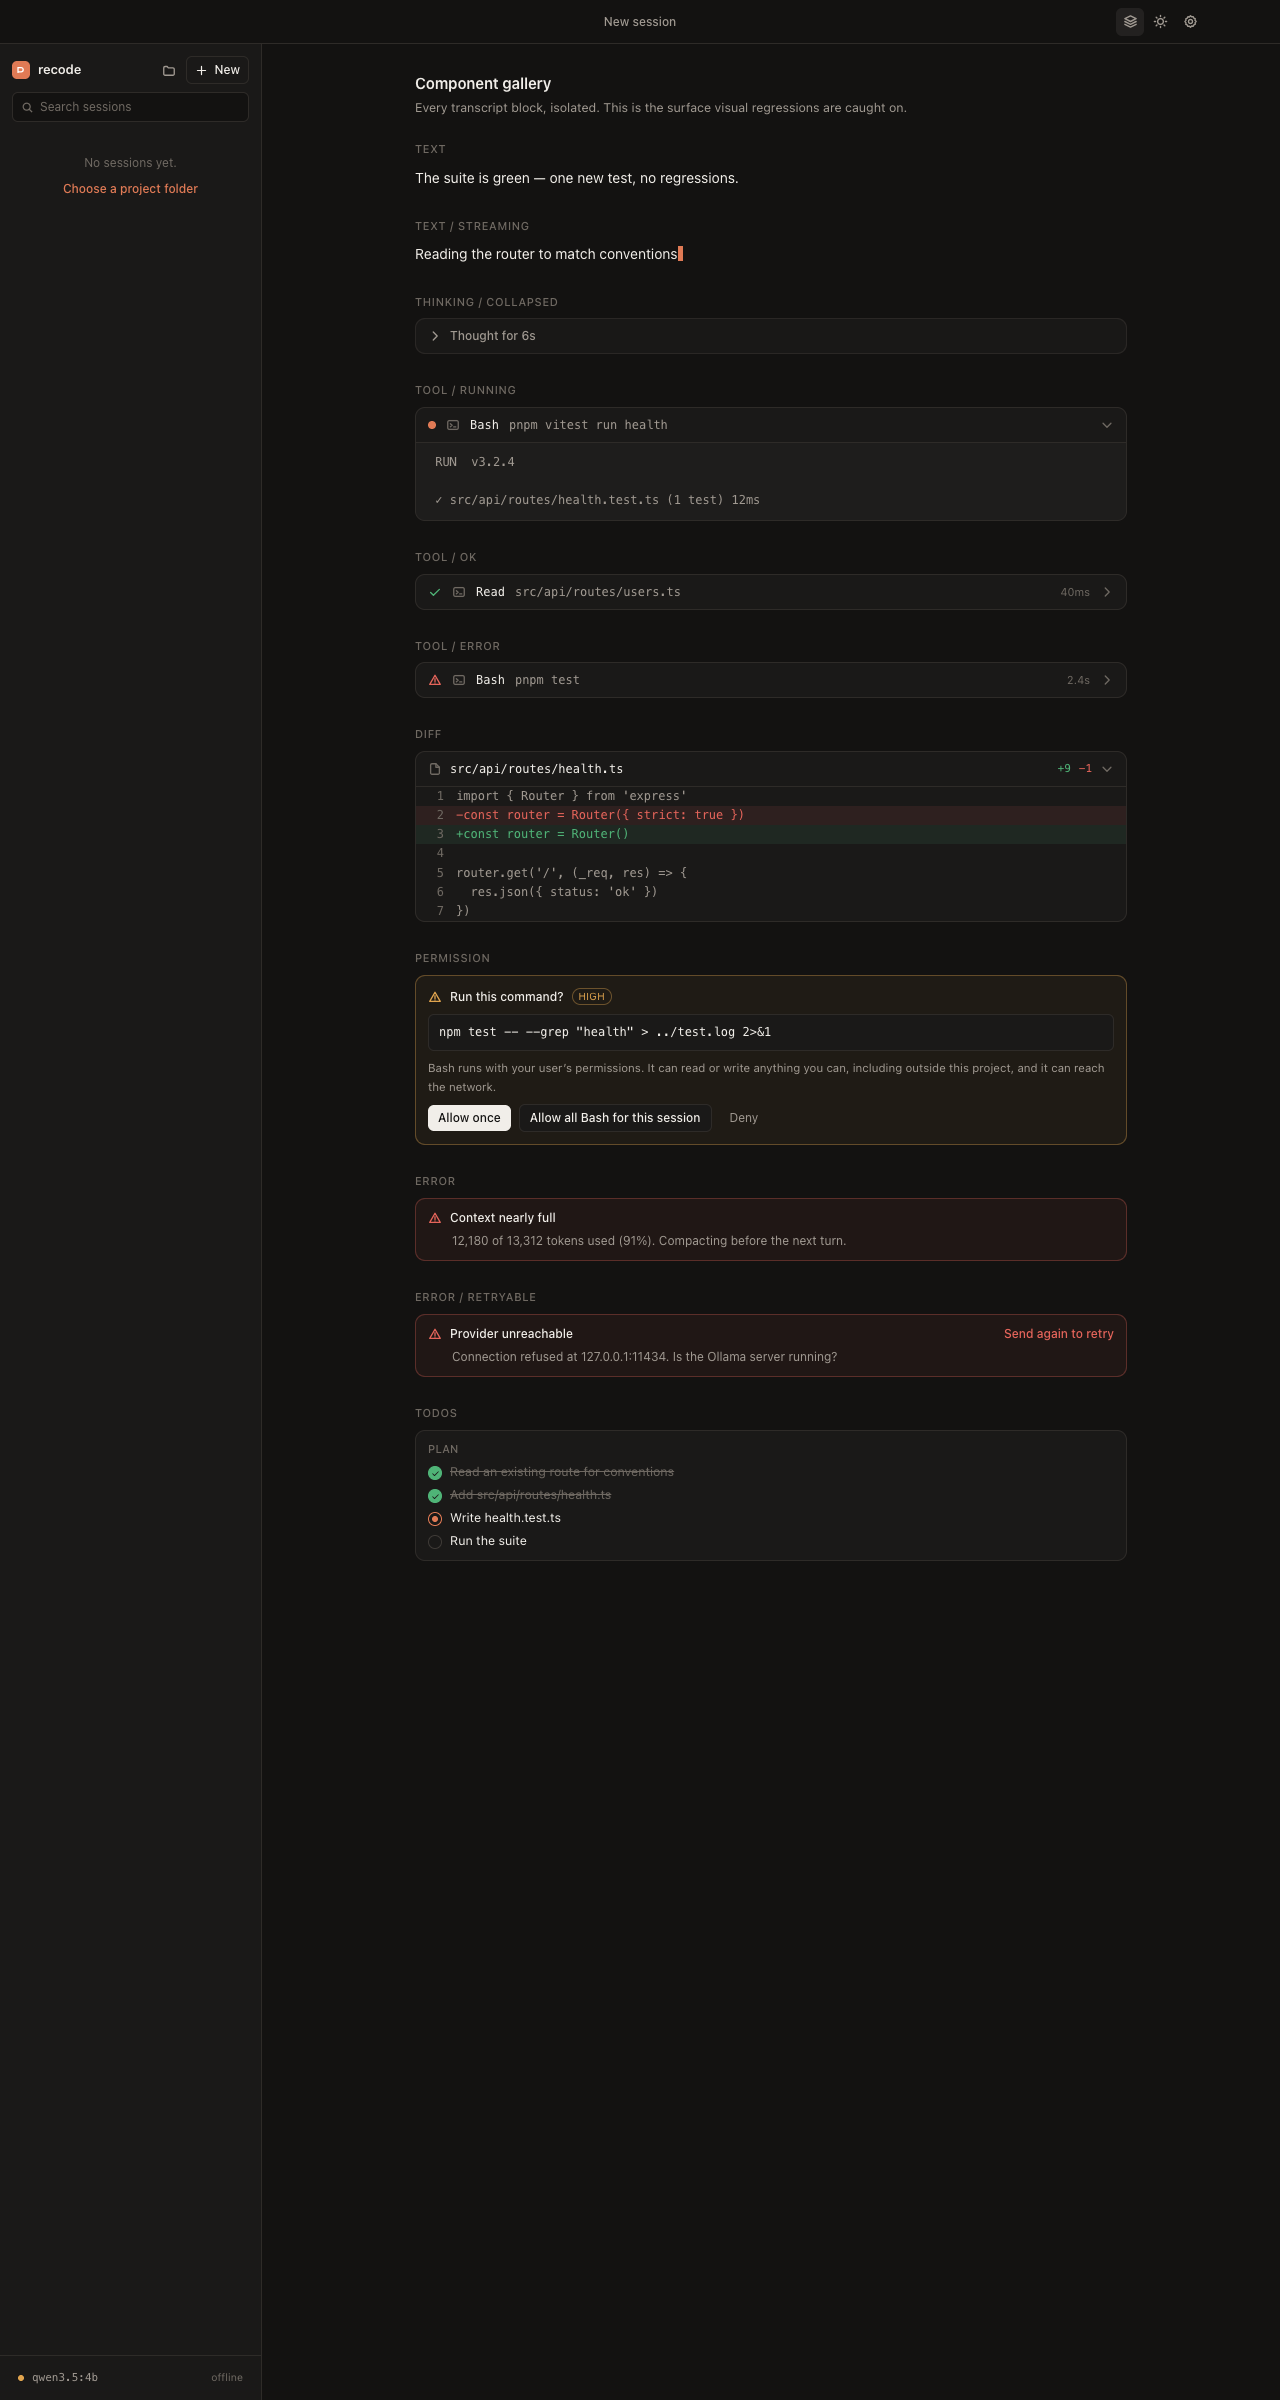 New session
recode
New
Search sessions
No sessions yet.
Choose a project folder
Component gallery
Every transcript block, isolated. This is the surface visual regressions are caught on.
TEXT
The suite is green — one new test, no regressions.
TEXT / STREAMING
Reading the router to match conventions
THINKING / COLLAPSED
Thought for 6s
TOOL / RUNNING
Bash pnpm vitest run health
RUN  v3.2.4
✓ src/api/routes/health.test.ts (1 test) 12ms
TOOL / OK
Read src/api/routes/users.ts 40ms
TOOL / ERROR
Bash pnpm test 2.4s
DIFF
src/api/routes/health.ts +9 −1
1 import { Router } from 'express'
2 −const router = Router({ strict: true })
3 +const router = Router()
4
5 router.get('/', (_req, res) => {
6   res.json({ status: 'ok' })
7 })
PERMISSION
Run this command? HIGH
npm test -- --grep "health" > ../test.log 2>&1
Bash runs with your user's permissions. It can read or write anything you can, including outside this project, and it can reach
the network.
Allow once Allow all Bash for this session Deny
ERROR
Context nearly full
12,180 of 13,312 tokens used (91%). Compacting before the next turn.
ERROR / RETRYABLE
Provider unreachable Send again to retry
Connection refused at 127.0.0.1:11434. Is the Ollama server running?
TODOS
PLAN
Read an existing route for conventions
Add src/api/routes/health.ts
Write health.test.ts
Run the suite
qwen3.5:4b offline